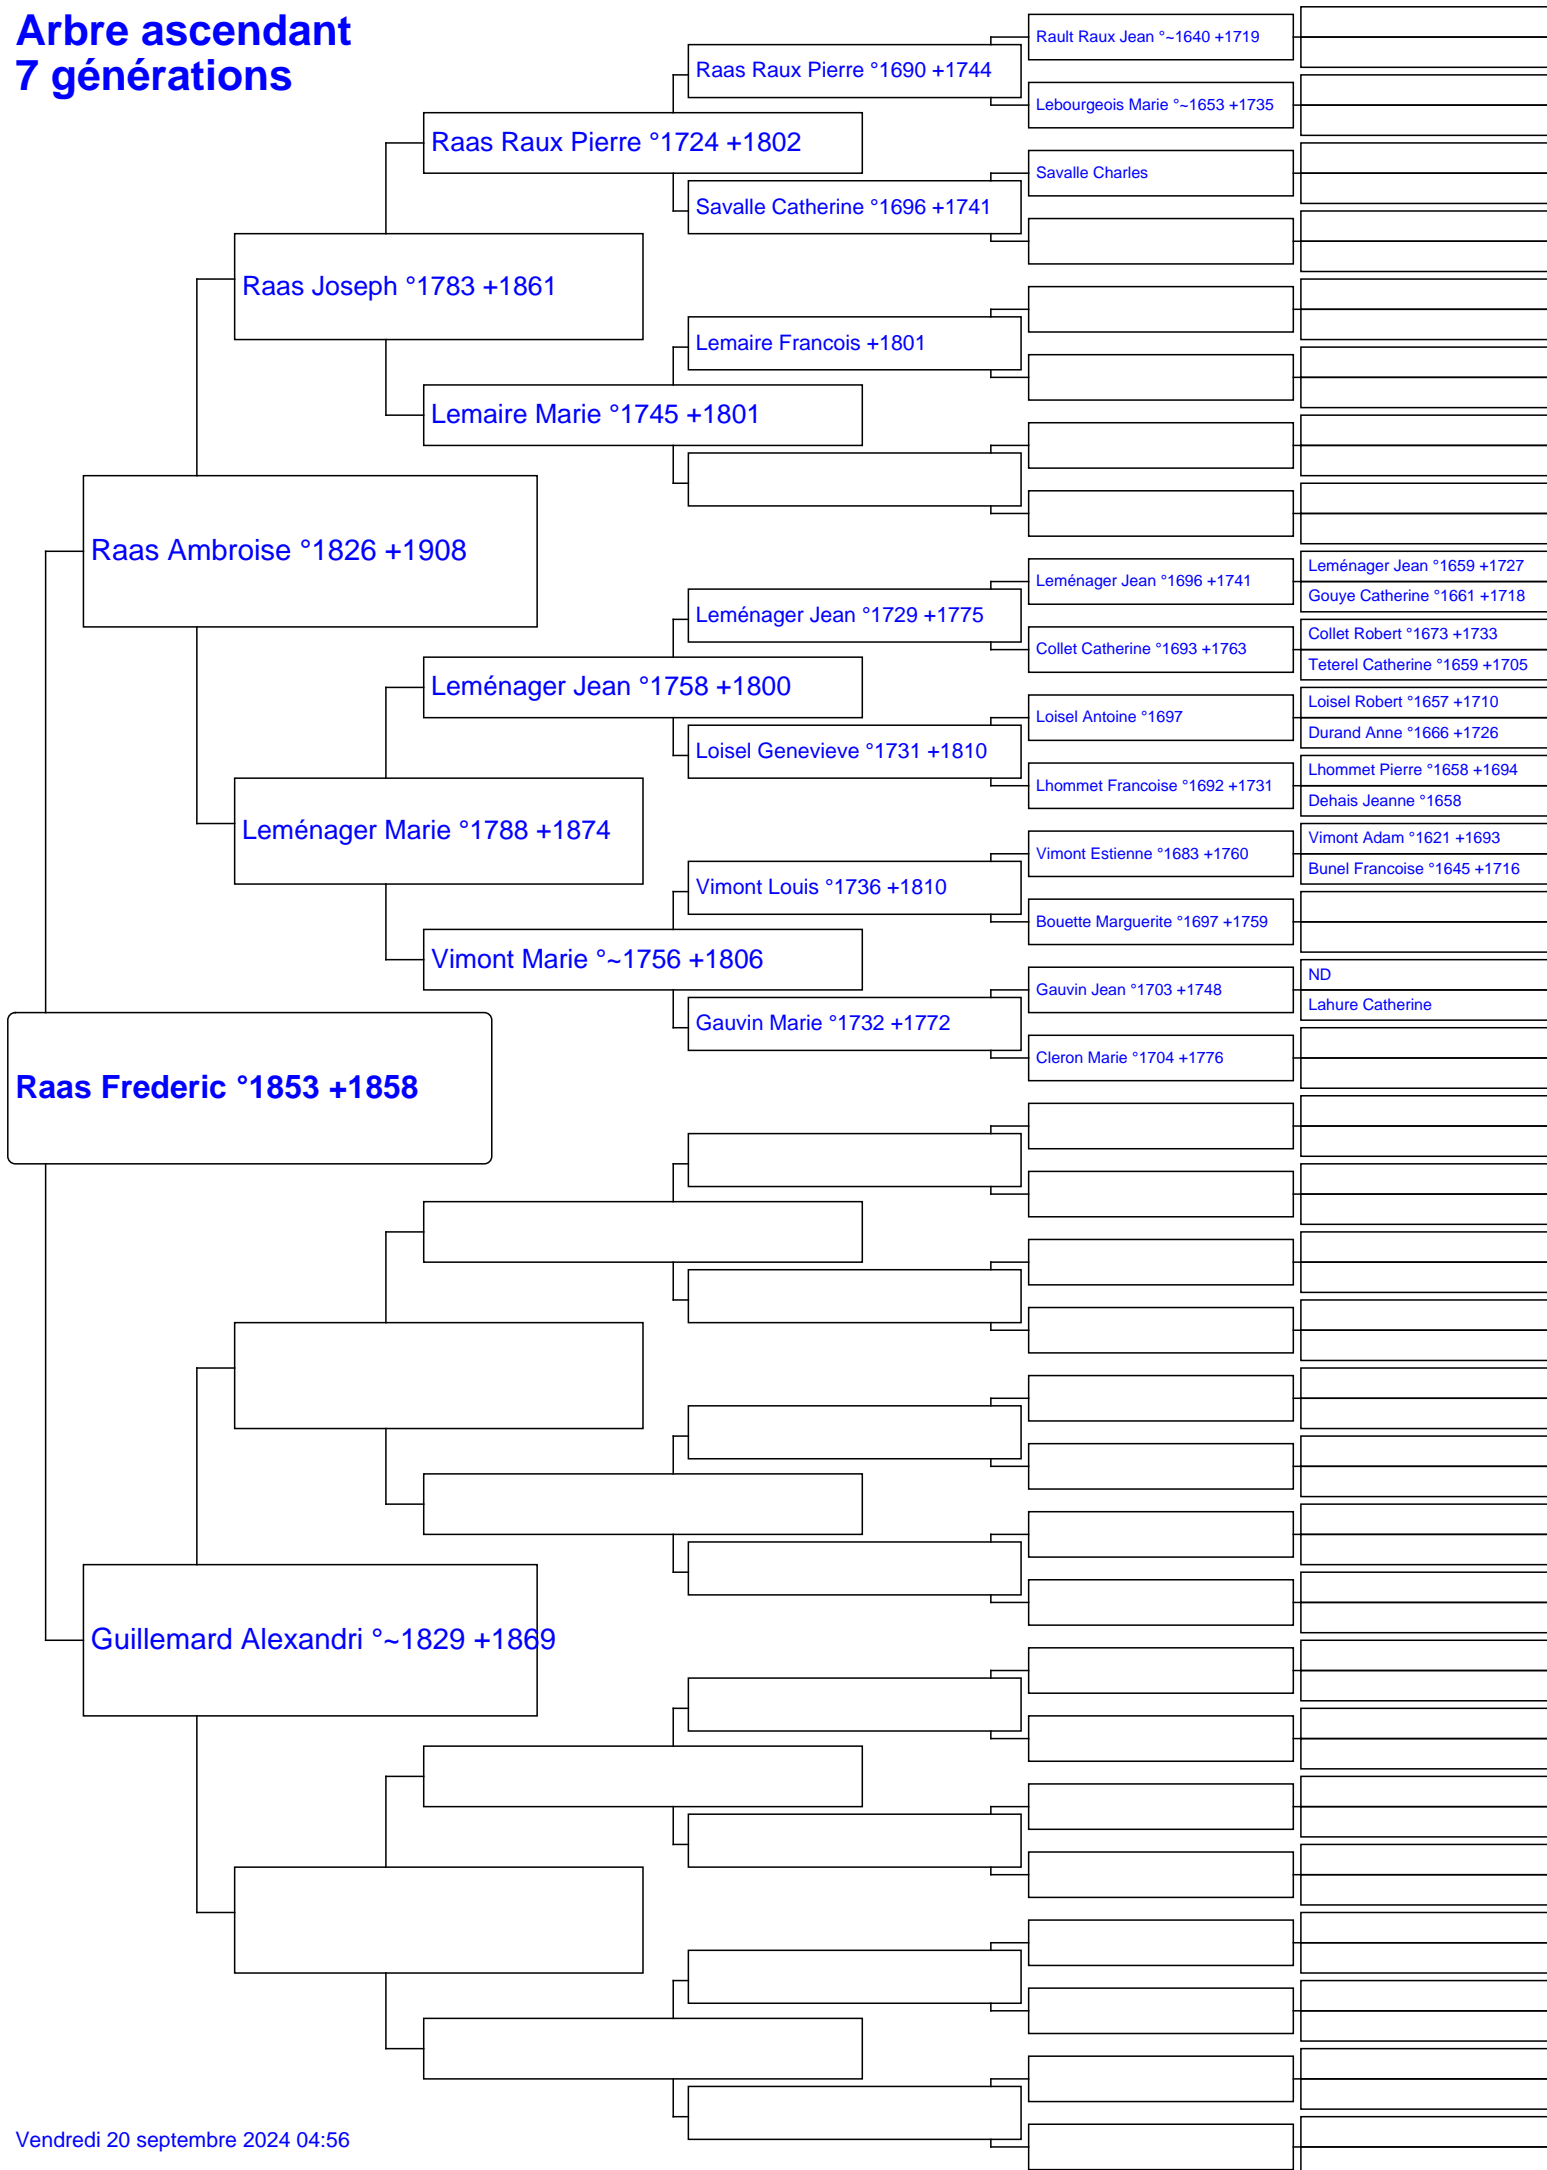 Arbre ascendant
7 générations
Rault Raux Jean °~1640 +1719
Raas Raux Pierre °1690 +1744
Lebourgeois Marie °~1653 +1735
Raas Raux Pierre °1724 +1802
Savalle Charles
Savalle Catherine °1696 +1741
Raas Joseph °1783 +1861
Lemaire Francois +1801
Lemaire Marie °1745 +1801
Raas Ambroise °1826 +1908
Leménager Jean °1659 +1727
Leménager Jean °1696 +1741
Gouye Catherine °1661 +1718
Leménager Jean °1729 +1775
Collet Robert °1673 +1733
Collet Catherine °1693 +1763
Teterel Catherine °1659 +1705
Leménager Jean °1758 +1800
Loisel Robert °1657 +1710
Loisel Antoine °1697
Durand Anne °1666 +1726
Loisel Genevieve °1731 +1810
Lhommet Pierre °1658 +1694
Lhommet Francoise °1692 +1731
Dehais Jeanne °1658
Leménager Marie °1788 +1874
Vimont Adam °1621 +1693
Vimont Estienne °1683 +1760
Bunel Francoise °1645 +1716
Vimont Louis °1736 +1810
Bouette Marguerite °1697 +1759
Vimont Marie °~1756 +1806
ND
Gauvin Jean °1703 +1748
Lahure Catherine
Gauvin Marie °1732 +1772
Cleron Marie °1704 +1776
Raas Frederic °1853 +1858
Guillemard Alexandri °~1829 +1869
Vendredi 20 septembre 2024 04:56